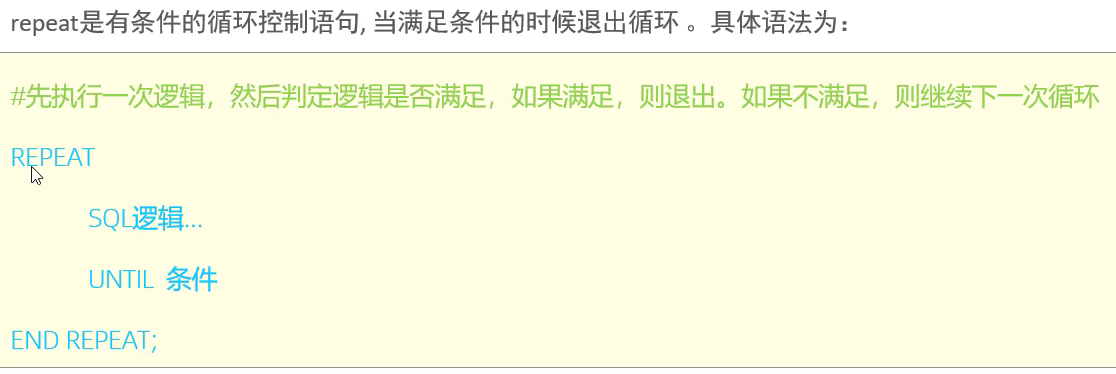 repeat是有条件的循环控制语句, 当满足条件的时候退出循环 。具体语法为：
#先执行一次逻辑，然后判定逻辑是否满足，如果满足，则退出。如果不满足，则继续下一次循环
REPEAT
SQL逻辑...
UNTIL 条件
END REPEAT;